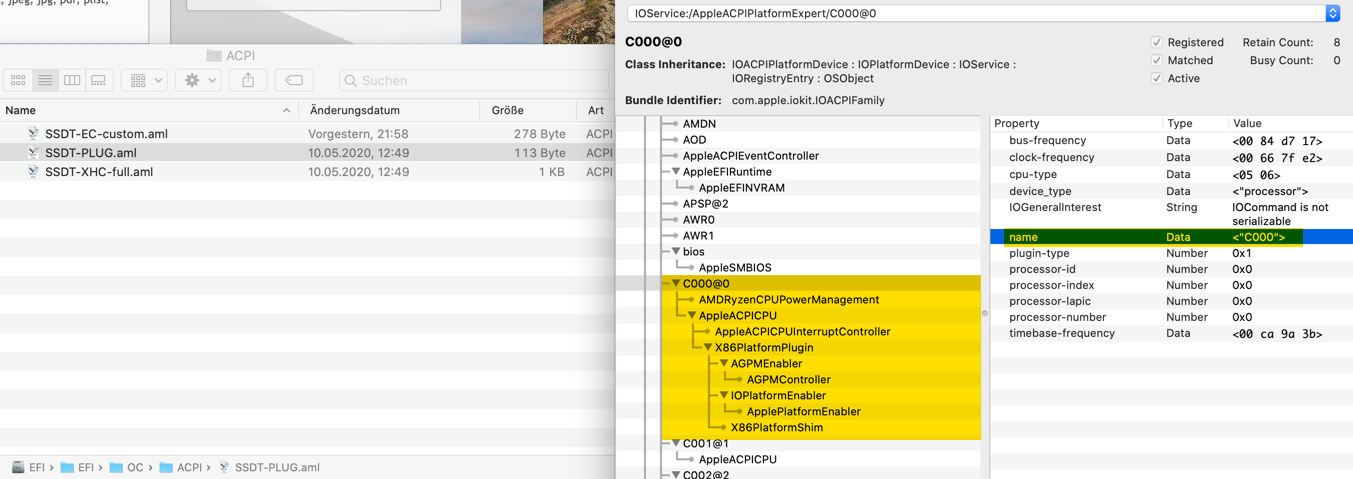 , jpeg, jpg, pdf, plist,
ACPI
Suchen
Name Änderungsdatum Größe Art
SSDT-EC-custom.aml Vorgestern, 21:58 278 Byte ACPI
SSDT-PLUG.aml 10.05.2020, 12:49 113 Byte ACPI
SSDT-XHC-full.aml 10.05.2020, 12:49 1 KB ACPI
EFI › EFI › OC › ACPI › SSDT-PLUG.aml
IOService:/AppleACPIPlatformExpert/C000@0
C000@0
Class Inheritance: IOACPIPlatformDevice : IOPlatformDevice : IOService :
IORegistryEntry : OSObject
Bundle Identifier: com.apple.iokit.IOACPIFamily
Registered Retain Count: 8
Matched Busy Count: 0
Active
AMDN
AOD
AppleACPIEventController
AppleEFIRuntime
AppleEFINVRAM
APSP@2
AWR0
AWR1
bios
AppleSMBIOS
C000@0
AMDRyzenCPUPowerManagement
AppleACPICPU
AppleACPICPUInterruptController
X86PlatformPlugin
AGPMEnabler
AGPMController
IOPlatformEnabler
ApplePlatformEnabler
X86PlatformShim
C001@1
AppleACPICPU
C002@2
Property Type Value
bus-frequency Data <00 84 d7 17>
clock-frequency Data <00 66 7f e2>
cpu-type Data <05 06>
device_type Data <"processor">
IOGeneralInterest String IOCommand is not
serializable
name Data <"C000">
plugin-type Number 0x1
processor-id Number 0x0
processor-index Number 0x0
processor-lapic Number 0x0
processor-number Number 0x0
timebase-frequency Data <00 ca 9a 3b>